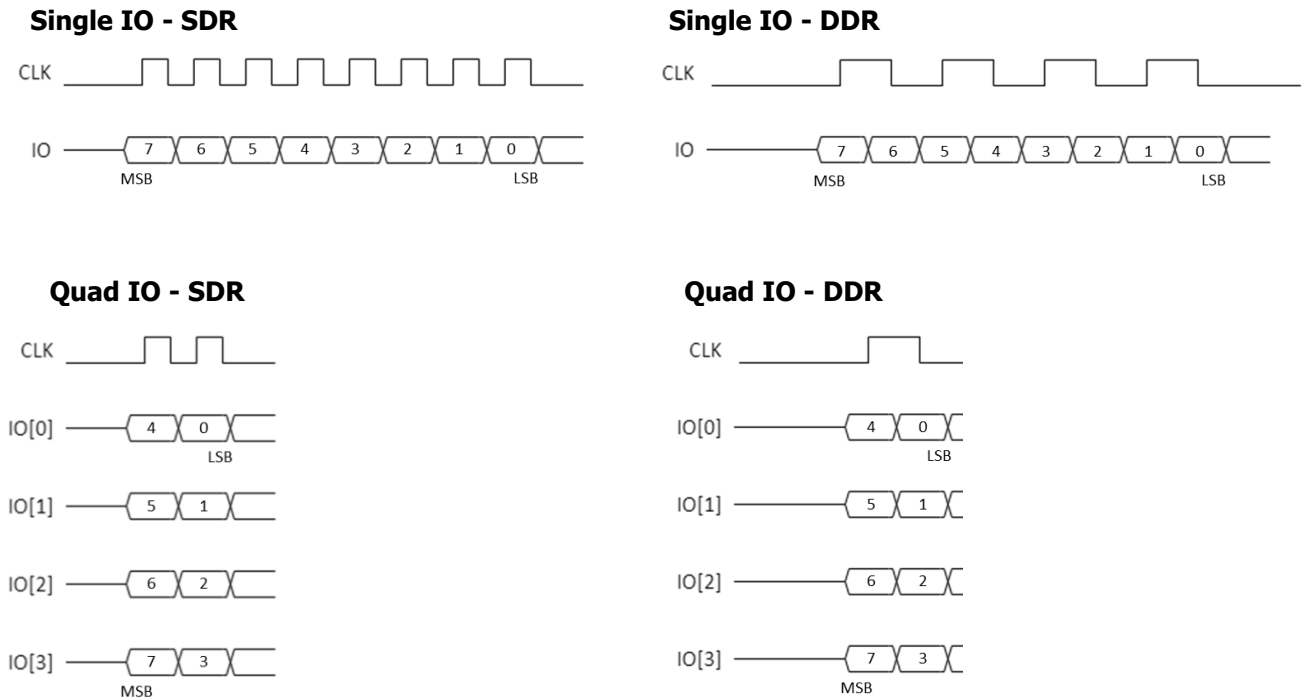 Single IO - SDR
CLK
IO 7 6 5 4 3 2 1 0
MSB LSB
Single IO - DDR
CLK
IO 7 6 5 4 3 2 1 0
MSB LSB
Quad IO - SDR
CLK
IO[0] 4 0
LSB
IO[1] 5 1
IO[2] 6 2
IO[3] 7 3
MSB
Quad IO - DDR
CLK
IO[0] 4 0
LSB
IO[1] 5 1
IO[2] 6 2
IO[3] 7 3
MSB